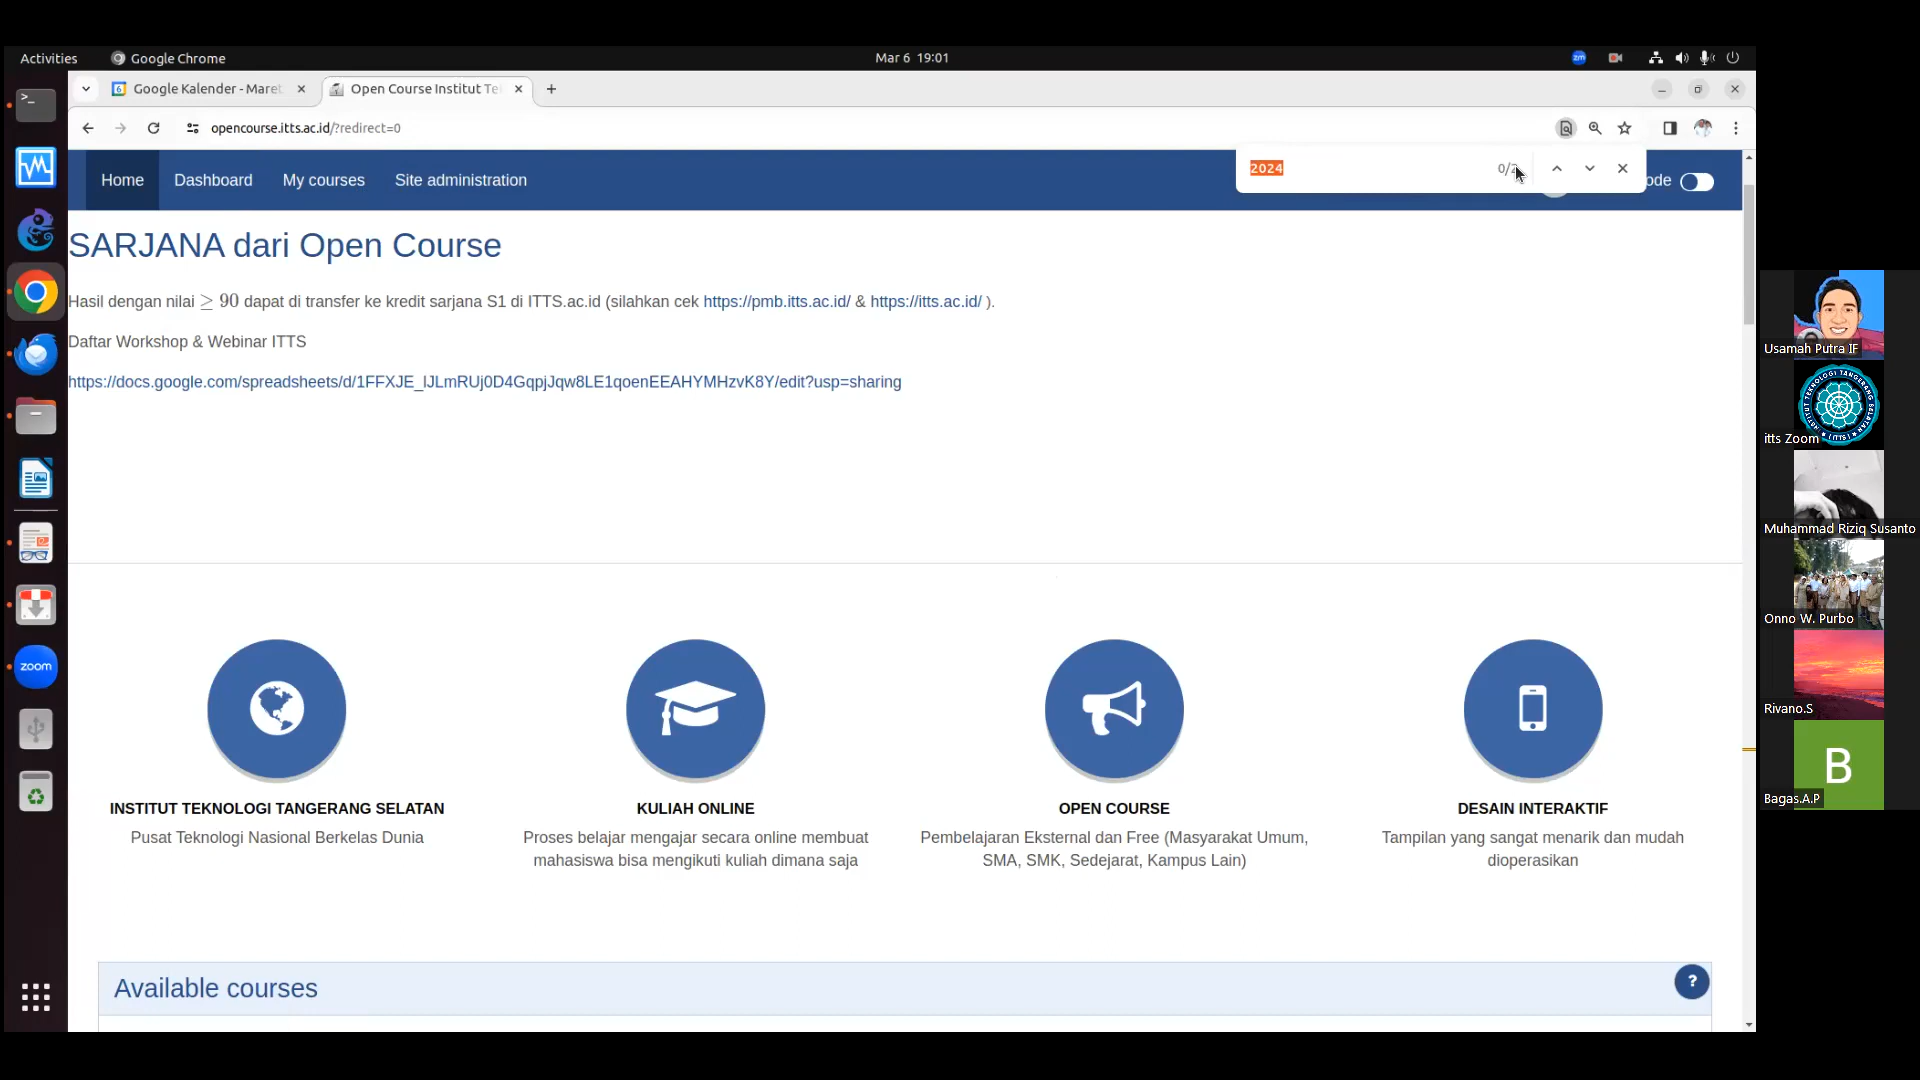 Activities
Google Chrome
Mar 6 19:01
Google Kalender - Maret
Open Course Institut Te
opencourse.itts.ac.id/?redirect=0
Home
Dashboard
My courses
Site administration
2024
0/
ode
SARJANA dari Open Course
Hasil dengan nilai ≥ 90 dapat di transfer ke kredit sarjana S1 di ITTS.ac.id (silahkan cek https://pmb.itts.ac.id/ & https://itts.ac.id/ ).
Daftar Workshop & Webinar ITTS
https://docs.google.com/spreadsheets/d/1FFXJE_lJLmRUj0D4GqpjJqw8LE1qoenEEAHYMHzvK8Y/edit?usp=sharing
INSTITUT TEKNOLOGI TANGERANG SELATAN
Pusat Teknologi Nasional Berkelas Dunia
KULIAH ONLINE
Proses belajar mengajar secara online membuat
mahasiswa bisa mengikuti kuliah dimana saja
OPEN COURSE
Pembelajaran Eksternal dan Free (Masyarakat Umum,
SMA, SMK, Sedejarat, Kampus Lain)
DESAIN INTERAKTIF
Tampilan yang sangat menarik dan mudah
dioperasikan
Available courses
?
zoom
zm
Usamah Putra IF
INSTITUT TEKNOLOGI TANGERANG SELATAN
itts Zoom
Muhammad Riziq Susanto
Onno W. Purbo
Rivano.S
B
Bagas.A.P